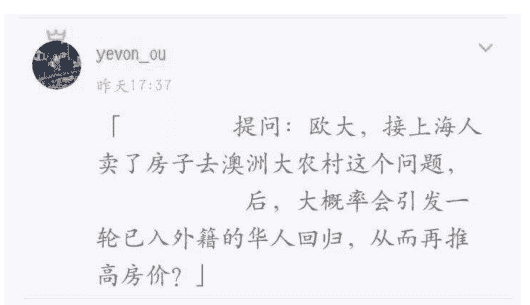 yevon_ou
昨天17:37
「 提问：欧大，接上海人
卖了房子去澳洲大农村这个问题，
后，大概率会引发一
轮已入外籍的华人回归，从而再推
高房价？」